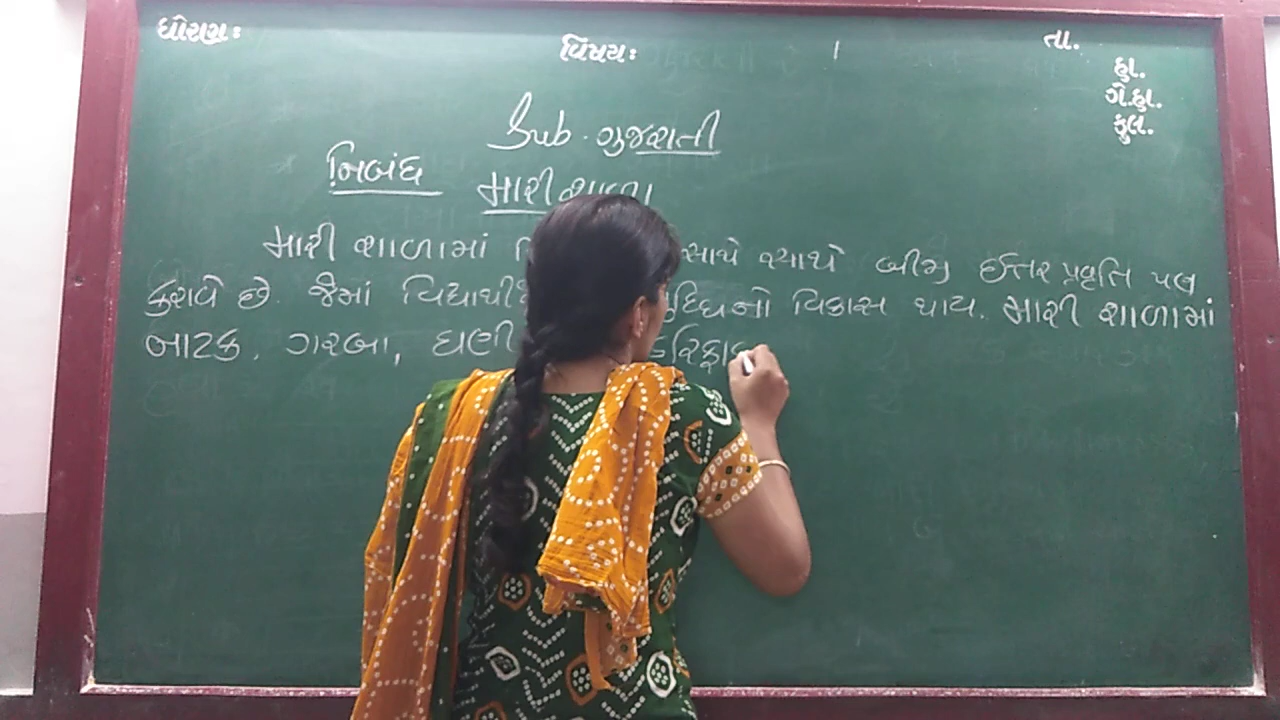 ધોરણઃ
વિષયઃ
તા.
હા.
ગે.હા.
કુલ.
Sub. ગુજરાતી
નિબંધ મારી શાળા
મારી શાળામાં સાથે સાથે બીજી ઈત્તર પ્રવૃતિ પણ
કરાવે છે. જેમાં વિકાસ થાય. મારી શાળામાં
નાટક. ગરબા, ઘણી